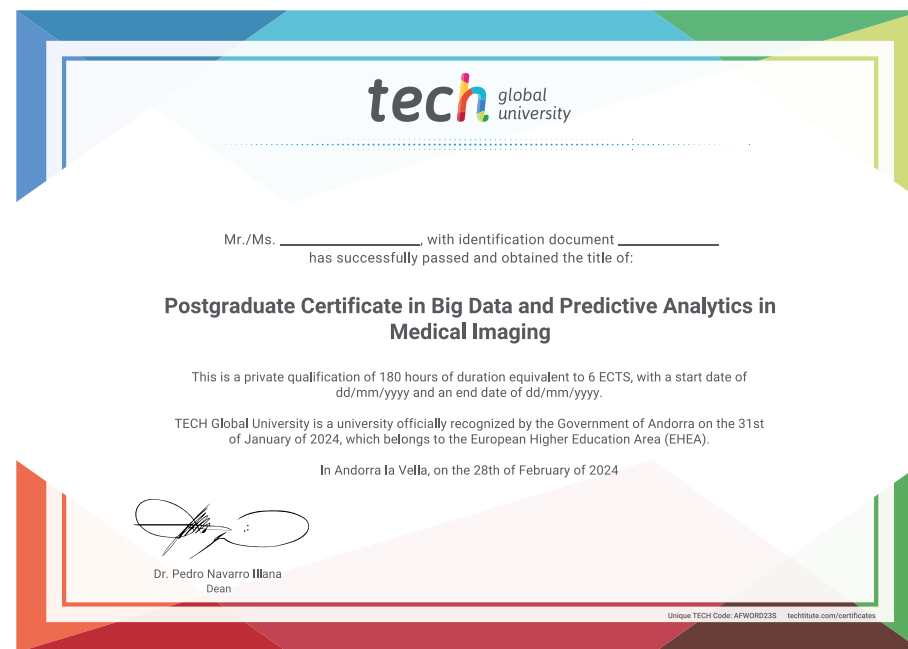 tech global
university
Mr./Ms. ____________________, with identification document ______________
has successfully passed and obtained the title of:
Postgraduate Certificate in Big Data and Predictive Analytics in
Medical Imaging
This is a private qualification of 180 hours of duration equivalent to 6 ECTS, with a start date of
dd/mm/yyyy and an end date of dd/mm/yyyy.
TECH Global University is a university officially recognized by the Government of Andorra on the 31st
of January of 2024, which belongs to the European Higher Education Area (EHEA).
In Andorra la Vella, on the 28th of February of 2024
Dr. Pedro Navarro Illana
Dean
Unique TECH Code: AFWORD23S techtitute.com/certificates